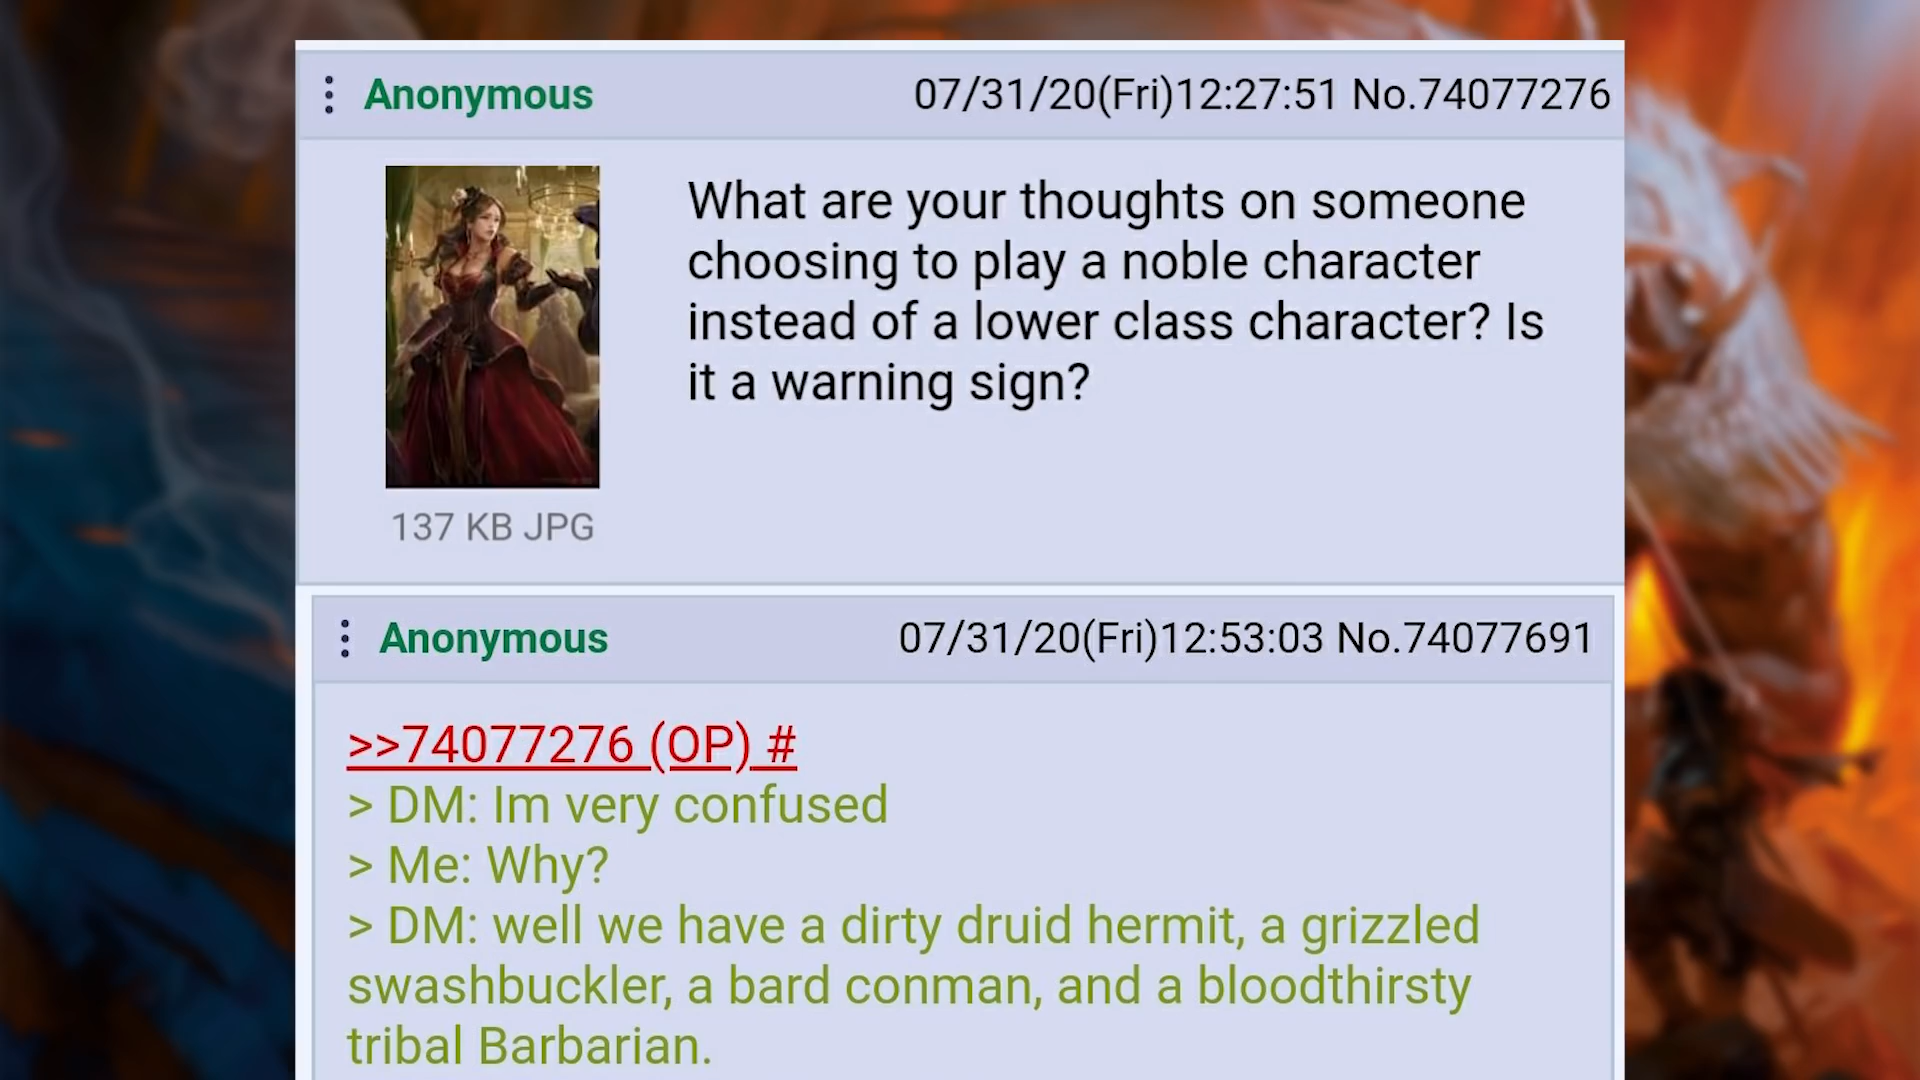 Anonymous 07/31/20(Fri)12:27:51 No.74077276
What are your thoughts on someone
choosing to play a noble character
instead of a lower class character? Is
it a warning sign?
137 KB JPG
Anonymous 07/31/20(Fri)12:53:03 No.74077691
>>74077276 (OP) #
> DM: Im very confused
> Me: Why?
> DM: well we have a dirty druid hermit, a grizzled
swashbuckler, a bard conman, and a bloodthirsty
tribal Barbarian.